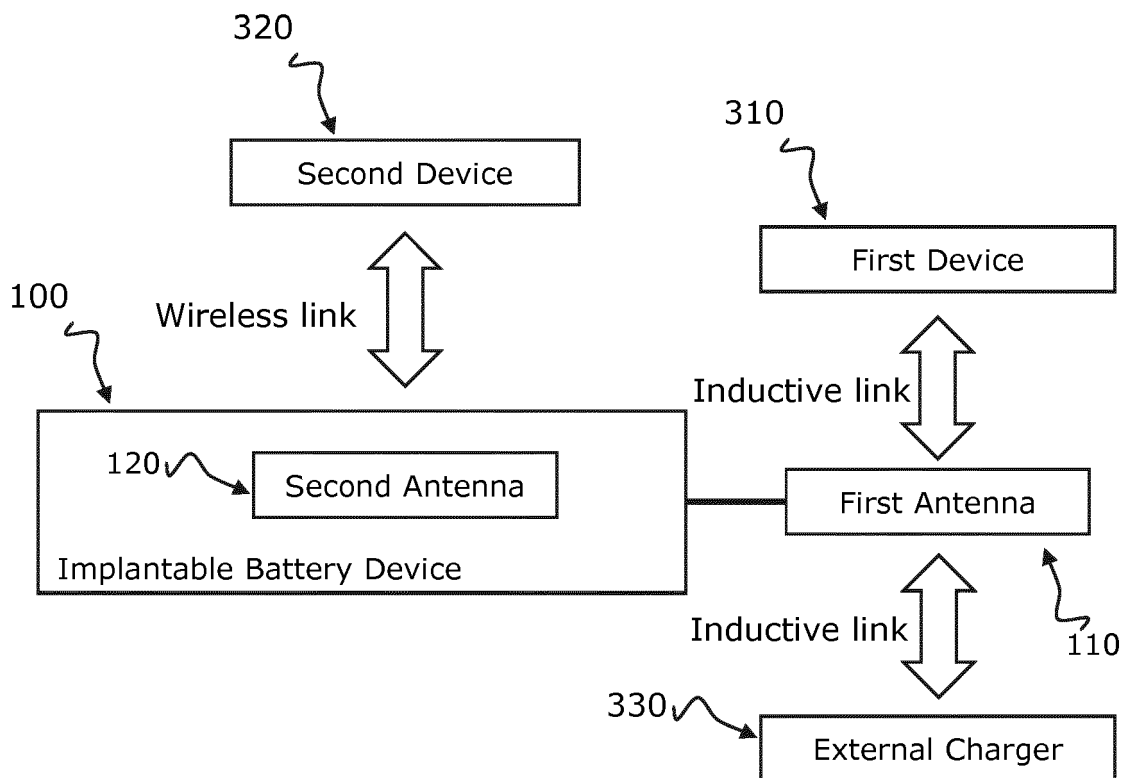 320
Second Device
310
First Device
100
Wireless link
Inductive link
120
Second Antenna
First Antenna
Implantable Battery Device
Inductive link
110
330
External Charger